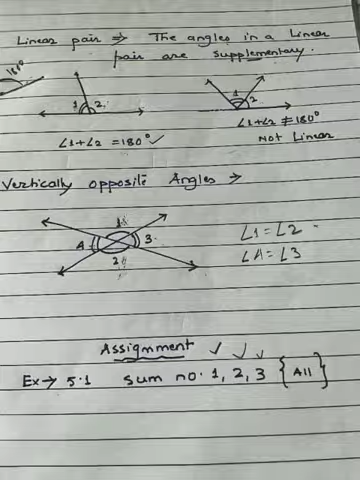 Linear pair ⇒ The angles in a Linear
pair are supplementary.
180°
1 2
1 2
∠1+∠2 = 180° ✓
∠1+∠2 ≠ 180°
Not Linear
Vertically opposite Angles →
1
A 3
2
∠1 = ∠2
∠A = ∠3
Assignment ✓ ✓ ✓
Ex → 5.1 sum no. 1, 2, 3 {All}